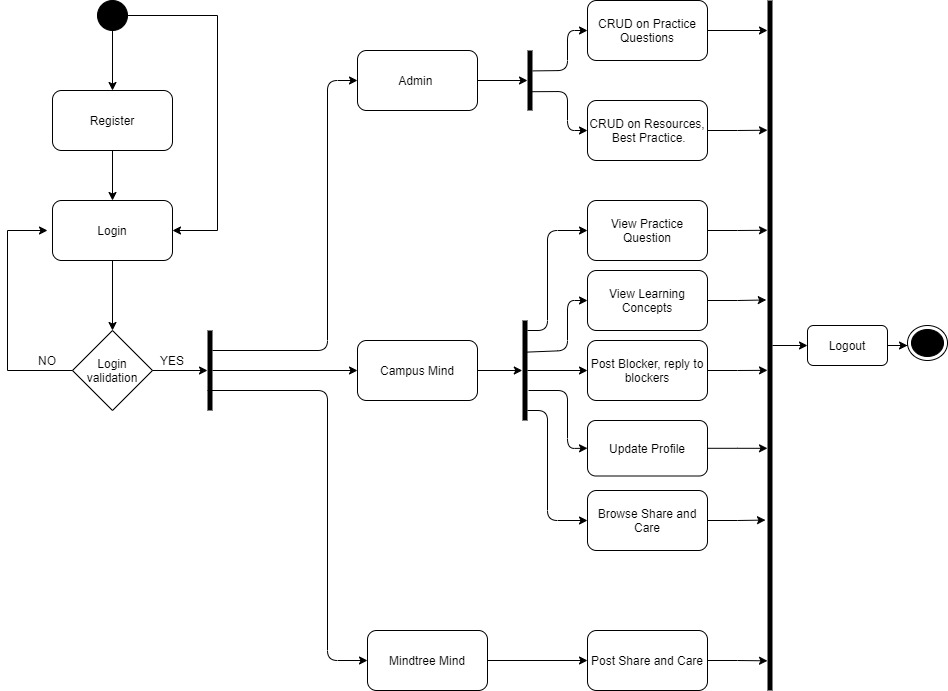 Register
Login
Login
validation
NO
YES
Admin
CRUD on Practice
Questions
CRUD on Resources,
Best Practice.
Campus Mind
View Practice
Question
View Learning
Concepts
Post Blocker, reply to
blockers
Update Profile
Browse Share and
Care
Mindtree Mind
Post Share and Care
Logout